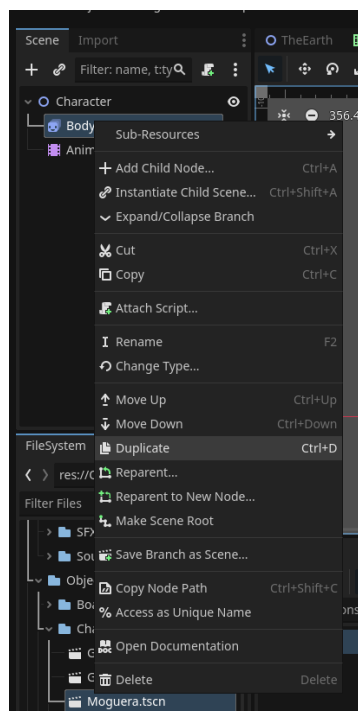 Scene Import
TheEarth
Filter: name, t:ty
Character
356.4
Body
Anim
Sub-Resources
Add Child Node... Ctrl+A
Instantiate Child Scene... Ctrl+Shift+A
Expand/Collapse Branch
Cut Ctrl+X
Copy Ctrl+C
Attach Script...
Rename F2
Change Type...
Move Up Ctrl+Up
Move Down Ctrl+Down
FileSystem
Duplicate Ctrl+D
res://
Reparent...
Filter Files
Reparent to New Node...
Make Scene Root
SFX
Save Branch as Scene...
Sou
Obje
Copy Node Path Ctrl+Shift+C
Boa
Access as Unique Name
ons
Cha
Open Documentation
G
G
Delete Delete
Moguera.tscn